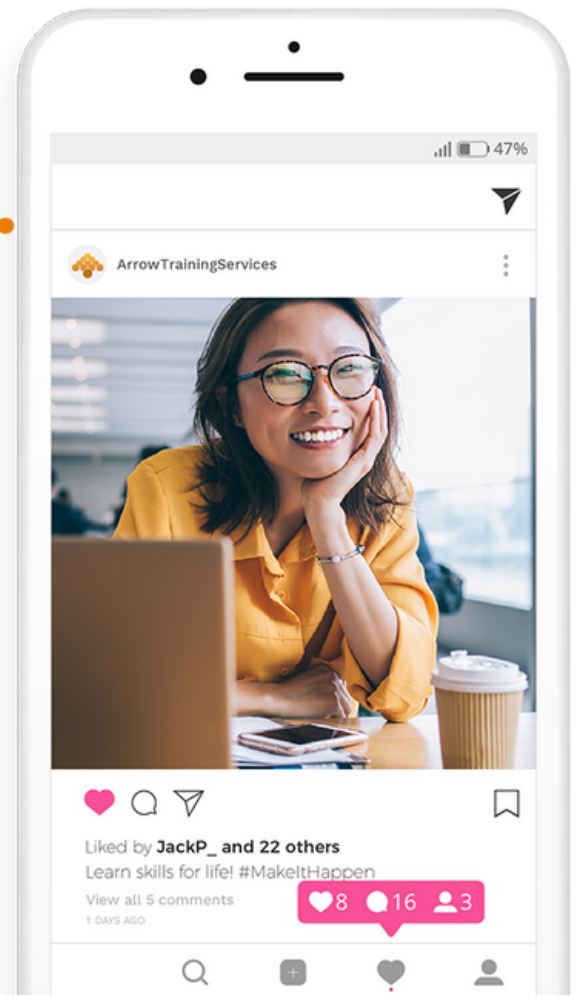 47%
ArrowTrainingServices
Liked by JackP_ and 22 others
Learn skills for life! #MakeItHappen
View all 5 comments
1 DAYS AGO
8 16 3